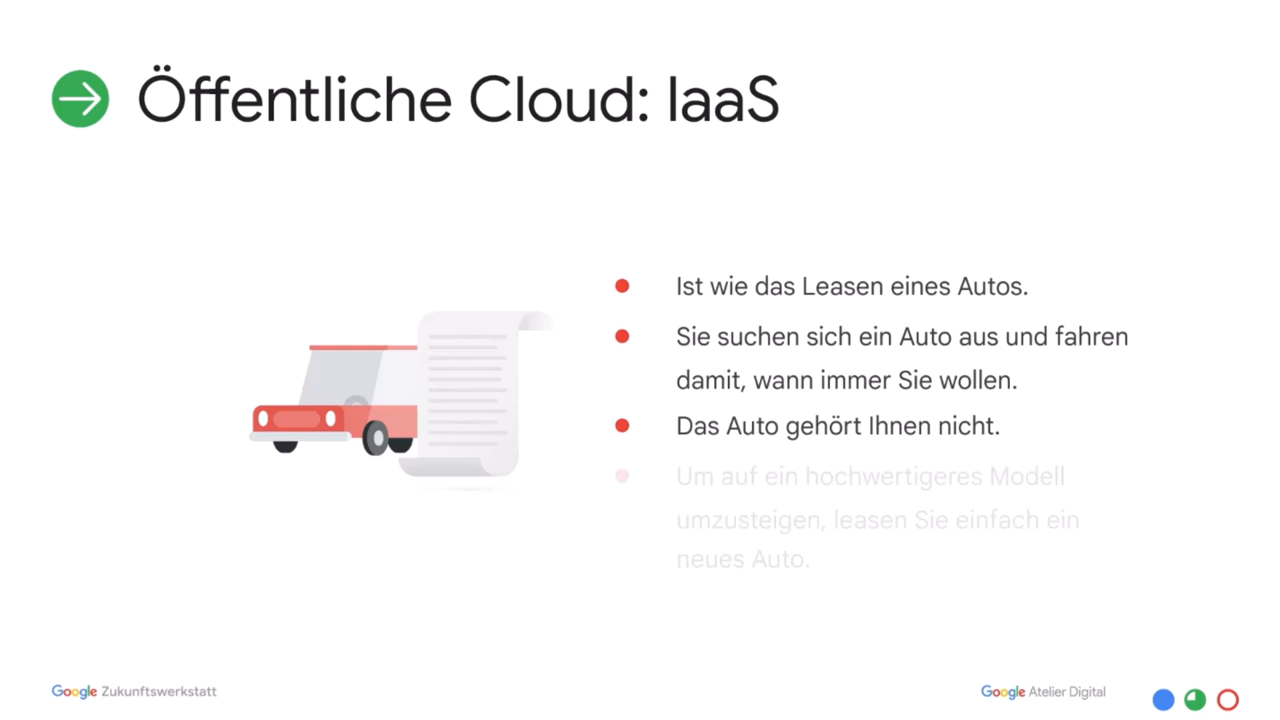 Öffentliche Cloud: IaaS
Ist wie das Leasen eines Autos.
Sie suchen sich ein Auto aus und fahren
damit, wann immer Sie wollen.
Das Auto gehört Ihnen nicht.
Um auf ein hochwertigeres Modell
umzusteigen, leasen Sie einfach ein
neues Auto.
Google Zukunftswerkstatt
Google Atelier Digital